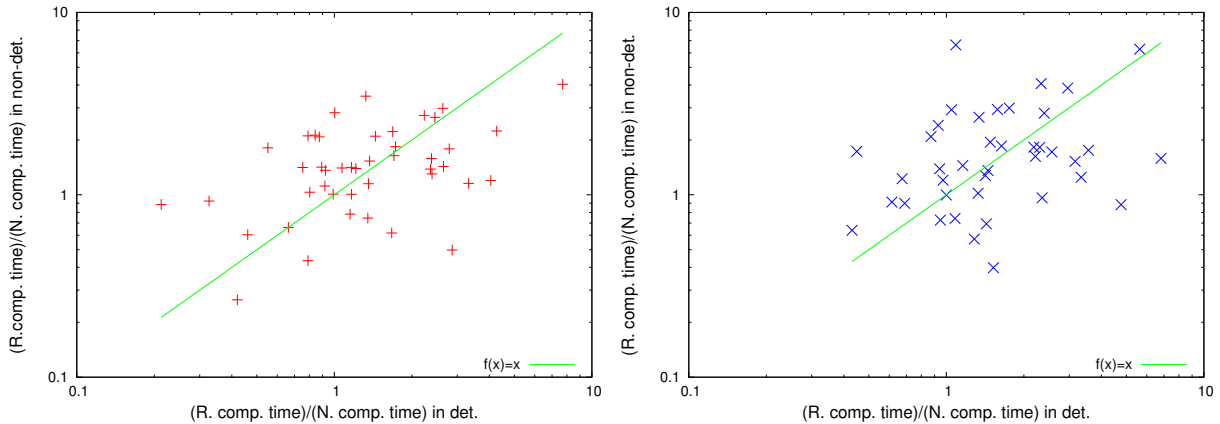 10
1
0.1
(R.comp. time)/(N. comp. time) in non-det.
0.1
1
10
(R. comp. time)/(N. comp. time) in det.
f(x)=x
10
1
0.1
(R.comp. time)/(N. comp. time) in non-det.
0.1
1
10
(R. comp. time)/(N. comp. time) in det.
f(x)=x